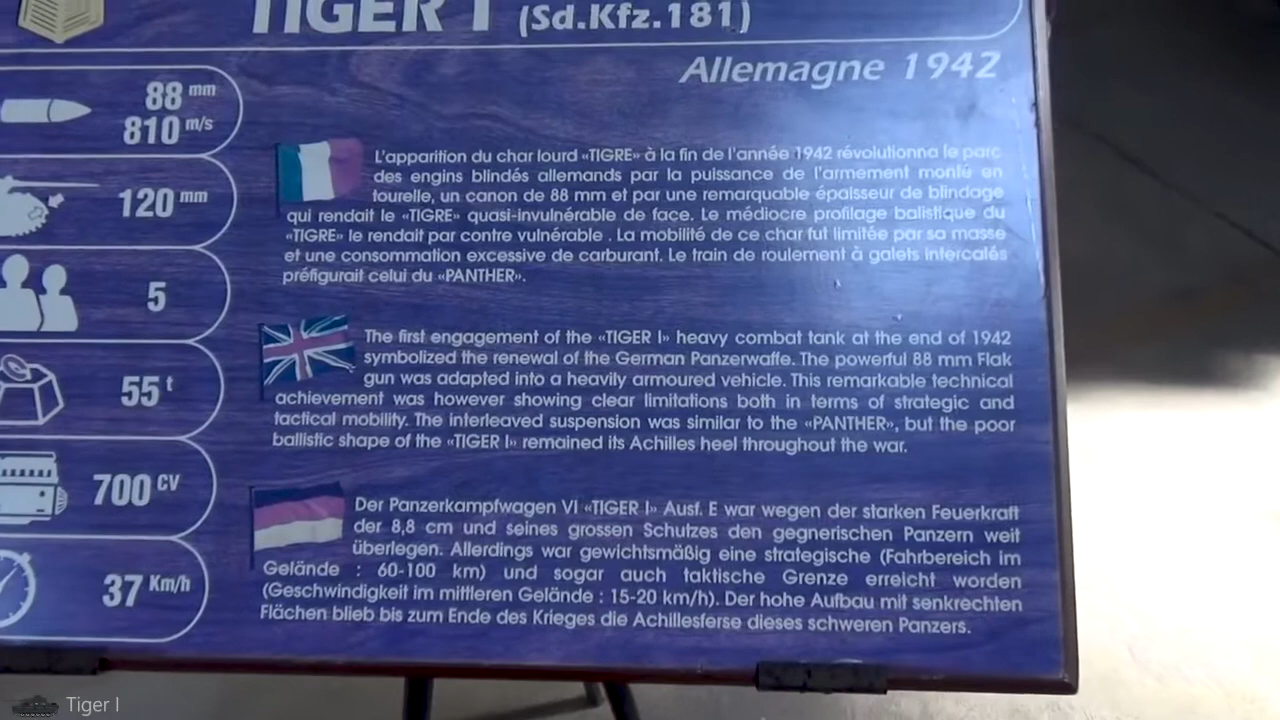 TIGER I (Sd.Kfz.181)
Allemagne 1942
88 mm
810 m/s
120 mm
5
55 t
700 CV
37 Km/h
L'apparition du char lourd «TIGRE» à la fin de l'année 1942 révolutionna le parc
des engins blindés allemands par la puissance de l'armement monté en
tourelle, un canon de 88 mm et par une remarquable épaisseur de blindage
qui rendait le «TIGRE» quasi-invulnérable de face. Le médiocre profilage balistique du
«TIGRE» le rendait par contre vulnérable . La mobilité de ce char fut limitée par sa masse
et une consommation excessive de carburant. Le train de roulement à galets intercalés
préfigurait celui du «PANTHER».
The first engagement of the «TIGER I» heavy combat tank at the end of 1942
symbolized the renewal of the German Panzerwaffe. The powerful 88 mm Flak
gun was adapted into a heavily armoured vehicle. This remarkable technical
achievement was however showing clear limitations both in terms of strategic and
tactical mobility. The interleaved suspension was similar to the «PANTHER», but the poor
ballistic shape of the «TIGER I» remained its Achilles heel throughout the war.
Der Panzerkampfwagen VI «TIGER I» Ausf. E war wegen der starken Feuerkraft
der 8,8 cm und seines grossen Schutzes den gegnerischen Panzern weit
überlegen. Allerdings war gewichtsmäßig eine strategische (Fahrbereich im
Gelände : 60-100 km) und sogar auch taktische Grenze erreicht worden
(Geschwindigkeit im mittleren Gelände : 15-20 km/h). Der hohe Aufbau mit senkrechten
Flächen blieb bis zum Ende des Krieges die Achillesferse dieses schweren Panzers.
Tiger I